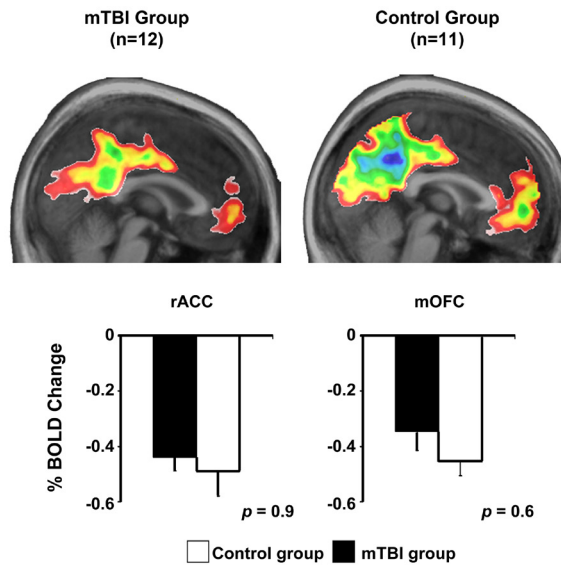 mTBI Group
(n=12)
Control Group
(n=11)
rACC
mOFC
% BOLD Change
0
-0.2
-0.4
-0.6
p = 0.9
0
-0.2
-0.4
-0.6
p = 0.6
Control group
mTBI group